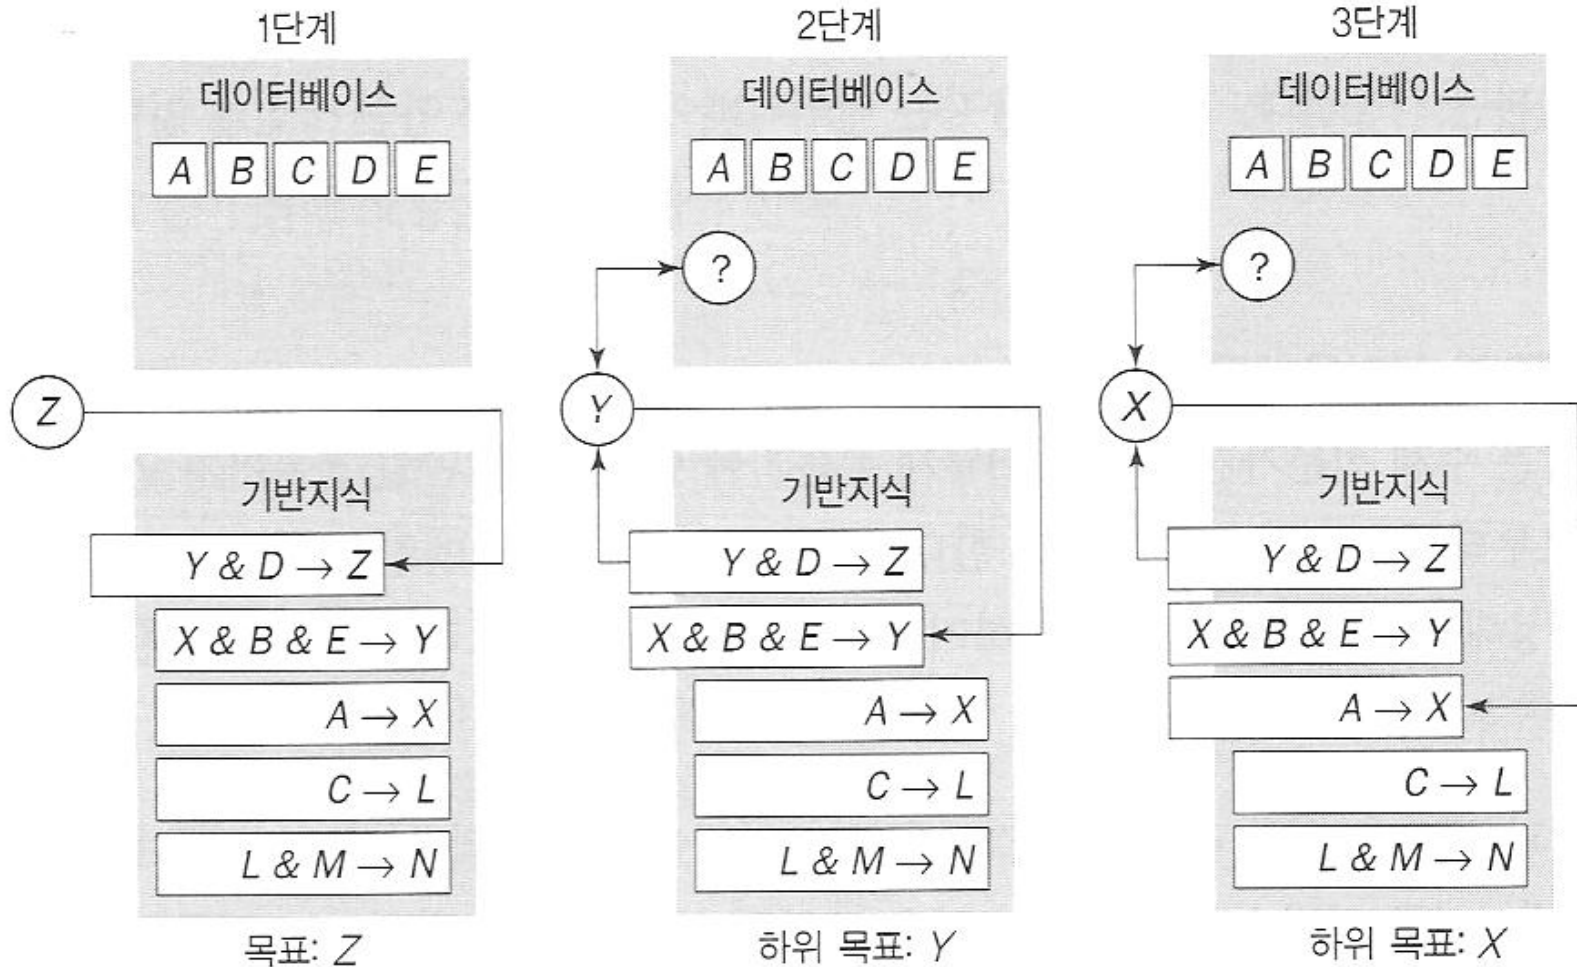 1단계
데이터베이스
A B C D E
Z
기반지식
Y & D → Z
X & B & E → Y
A → X
C → L
L & M → N
목표: Z
2단계
데이터베이스
A B C D E
?
Y
기반지식
Y & D → Z
X & B & E → Y
A → X
C → L
L & M → N
하위 목표: Y
3단계
데이터베이스
A B C D E
?
X
기반지식
Y & D → Z
X & B & E → Y
A → X
C → L
L & M → N
하위 목표: X